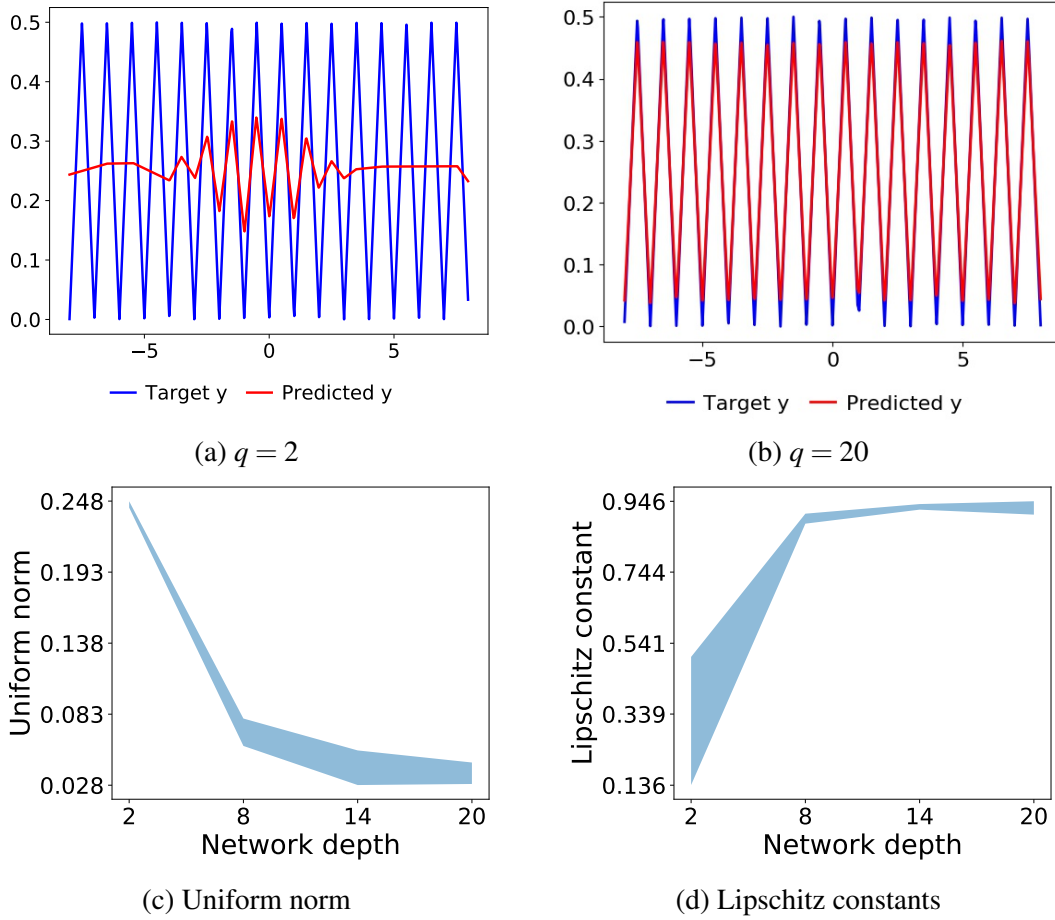 0.5
0.4
0.3
0.2
0.1
0.0
−5 0 5
Target y Predicted y
(a) q = 2
0.5
0.4
0.3
0.2
0.1
0.0
−5 0 5
Target y Predicted y
(b) q = 20
0.248
0.193
0.138
0.083
0.028
Uniform norm
2 8 14 20
Network depth
(c) Uniform norm
0.946
0.744
0.541
0.339
0.136
Lipschitz constant
2 8 14 20
Network depth
(d) Lipschitz constants